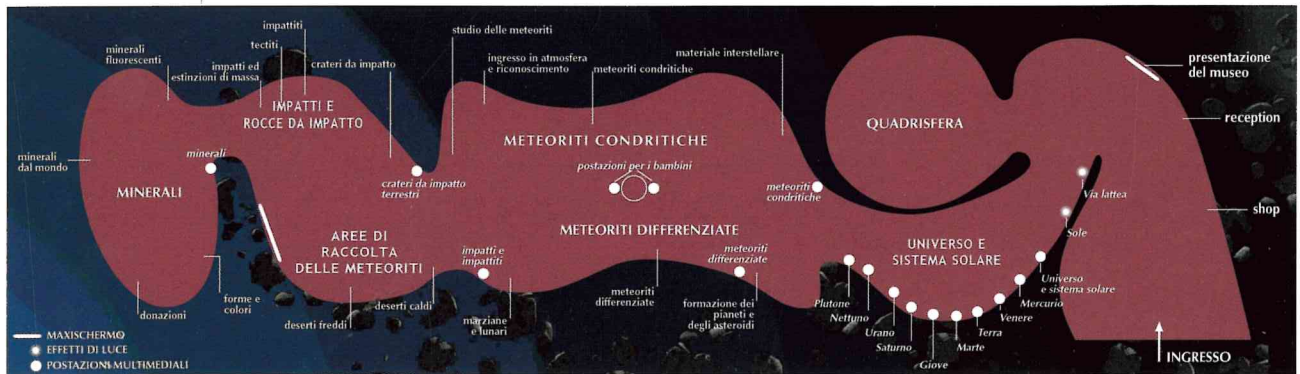 impattiti
tectiti
minerali
fluorescenti
impatti ed
estinzioni di massa
crateri da impatto
studio delle meteoriti
ingresso in atmosfera
e riconoscimento
meteoriti condritiche
materiale interstellare
presentazione
del museo
reception
shop
IMPATTI E
ROCCE DA IMPATTO
METEORITI CONDRITICHE
QUADRISFERA
minerali
dal mondo
minerali
MINERALI
crateri da impatto
terrestri
postazioni per i bambini
meteoriti
condritiche
Via lattea
Sole
AREE DI
RACCOLTA
DELLE METEORITI
METEORITI DIFFERENZIATE
impatti e
impattiti
meteoriti
differenziate
UNIVERSO E
SISTEMA SOLARE
donazioni
forme e
colori
deserti freddi
deserti caldi
marziane
e lunari
meteoriti
differenziate
formazione dei
pianeti e
degli asteroidi
Plutone
Nettuno
Urano
Saturno
Giove
Marte
Terra
Venere
Mercurio
Universo
e sistema solare
INGRESSO
MAXISCHERMO
EFFETTI DI LUCE
POSTAZIONI MULTIMEDIALI